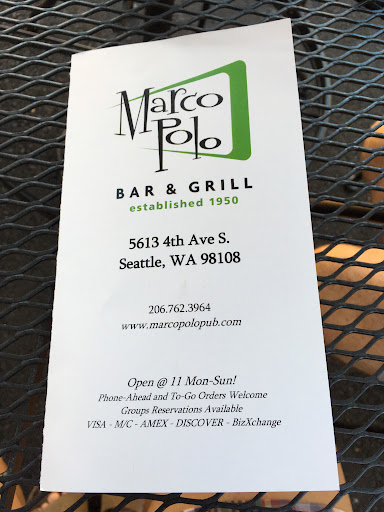 Marco
Polo
BAR & GRILL
established 1950
5613 4th Ave S.
Seattle, WA 98108
206.762.3964
www.marcopolopub.com
Open @ 11 Mon-Sun!
Phone-Ahead and To-Go Orders Welcome
Groups Reservations Available
VISA - M/C - AMEX - DISCOVER - BizXchange